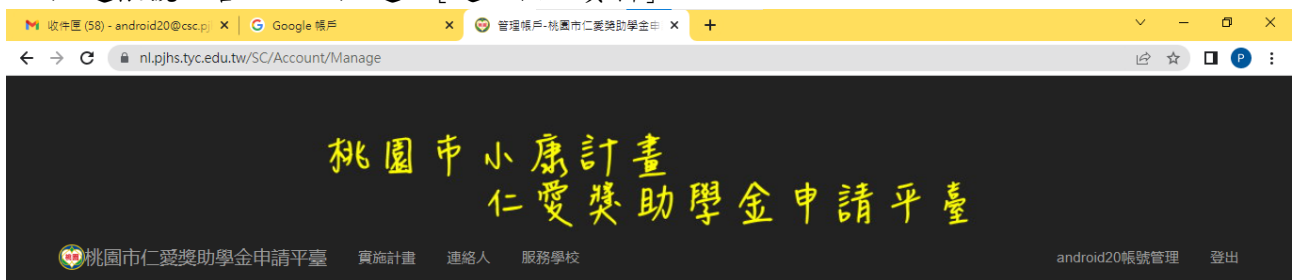 收件匣 (58) - android20@csc.pj
Google 帳戶
管理帳戶-桃園市仁愛獎助學金申
nl.pjhs.tyc.edu.tw/SC/Account/Manage
P
桃園市小康計畫
仁愛獎助學金申請平臺
桃園市仁愛獎助學金申請平臺 實施計畫 連絡人 服務學校 android20帳號管理 登出